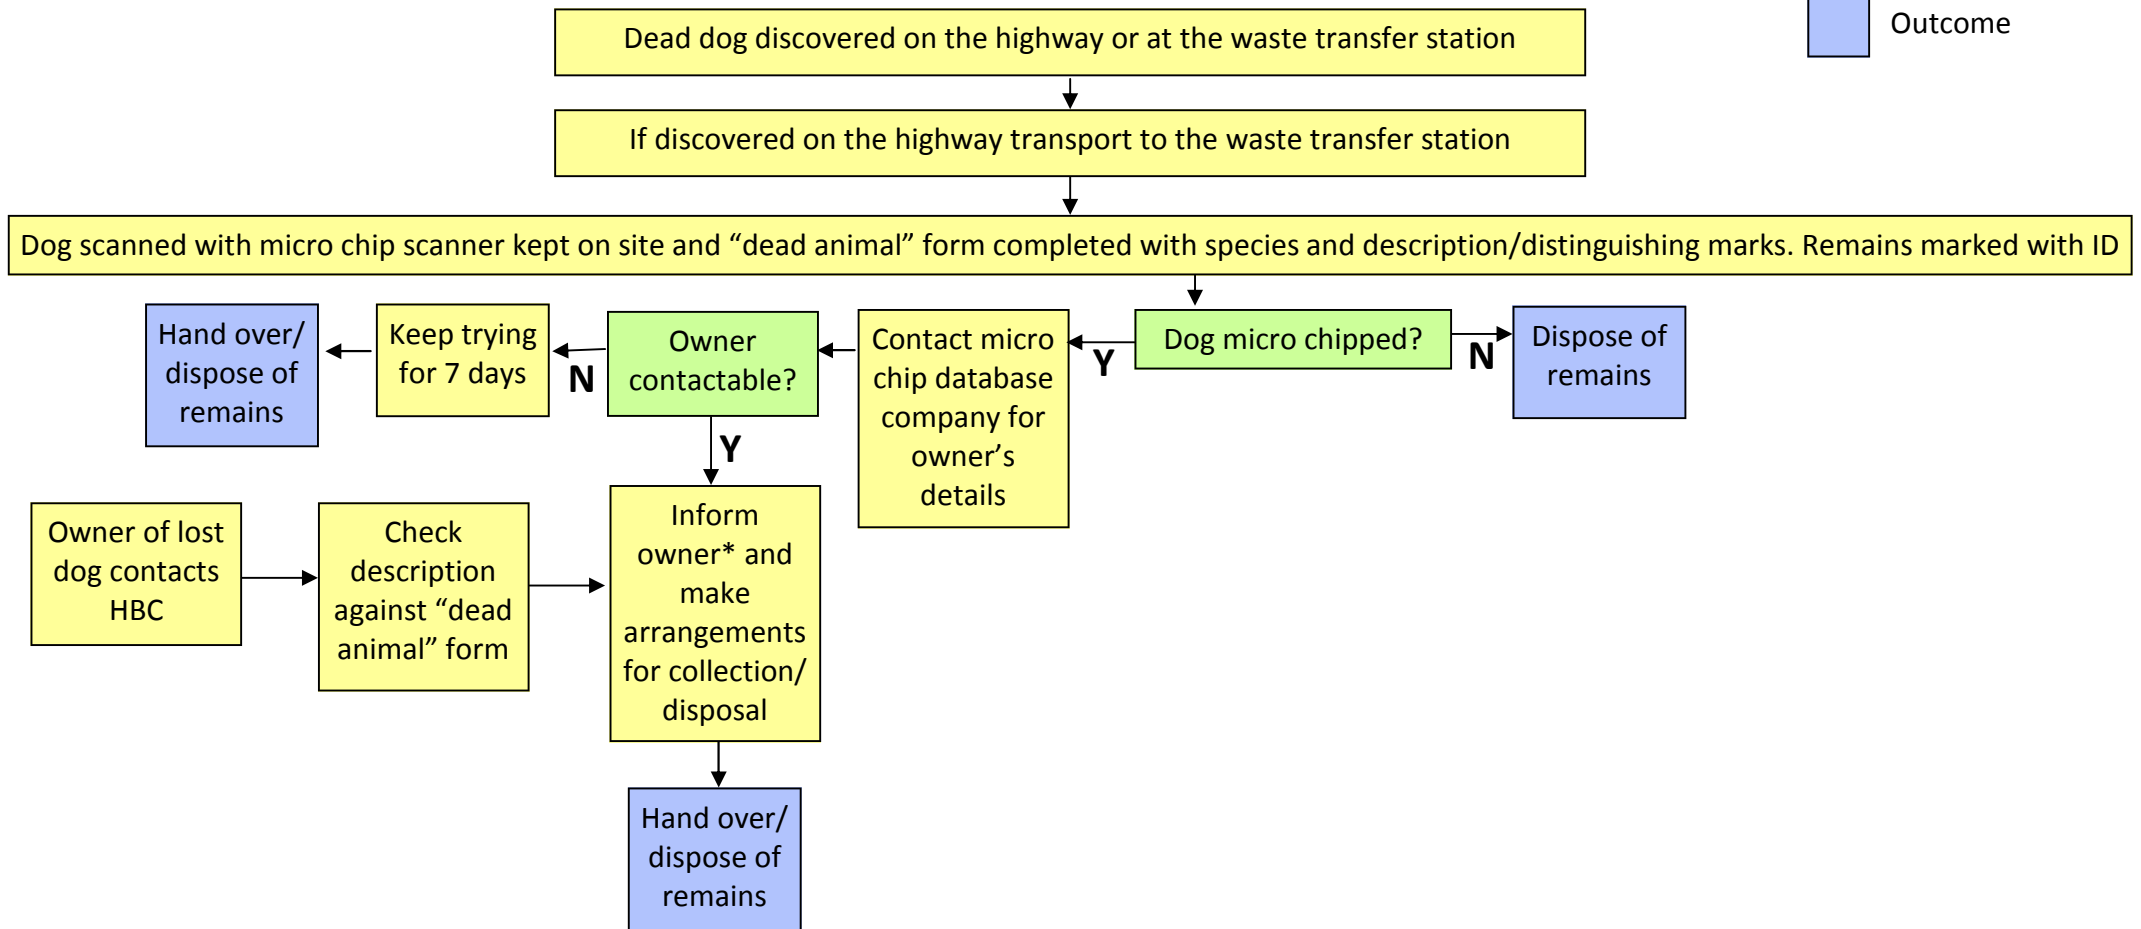 Outcome
Dead dog discovered on the highway or at the waste transfer station
If discovered on the highway transport to the waste transfer station
Dog scanned with micro chip scanner kept on site and “dead animal” form completed with species and description/distinguishing marks. Remains marked with ID
Hand over/
dispose of
remains
Keep trying
for 7 days
N
Owner
contactable?
Contact micro
chip database
company for
owner’s
details
Y
Dog micro chipped?
N
Dispose of
remains
Y
Owner of lost
dog contacts
HBC
Check
description
against “dead
animal” form
Inform
owner* and
make
arrangements
for collection/
disposal
Hand over/
dispose of
remains